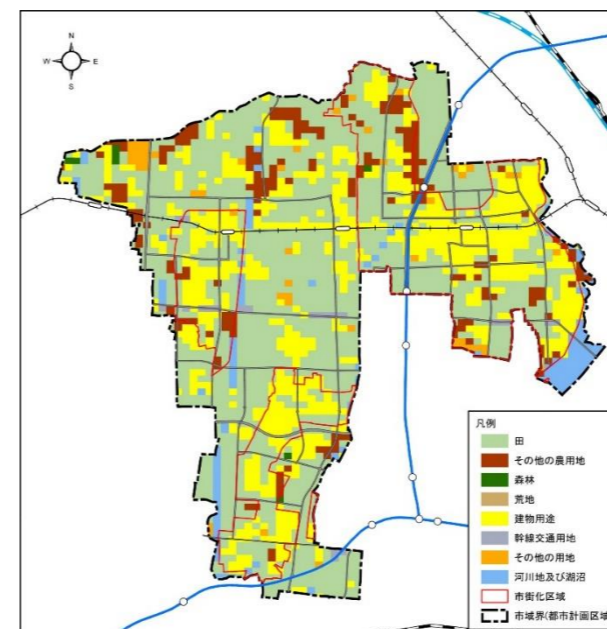 N
W E
S
凡例
田
その他の農用地
森林
荒地
建物用途
幹線交通用地
その他の用地
河川地及び湖沼
市街化区域
市域界(都市計画区域